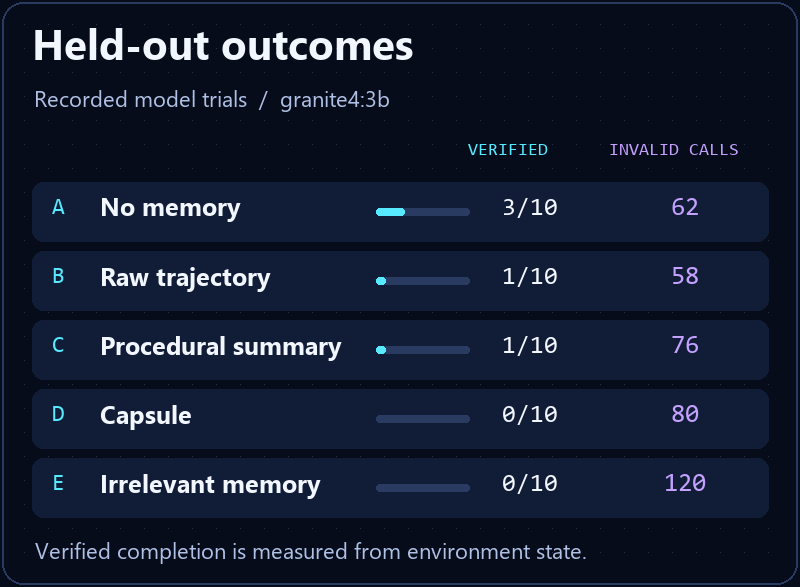 Held-out outcomes
Recorded model trials / granite4:3b
VERIFIED INVALID CALLS
A No memory 3/10 62
B Raw trajectory 1/10 58
C Procedural summary 1/10 76
D Capsule 0/10 80
E Irrelevant memory 0/10 120
Verified completion is measured from environment state.